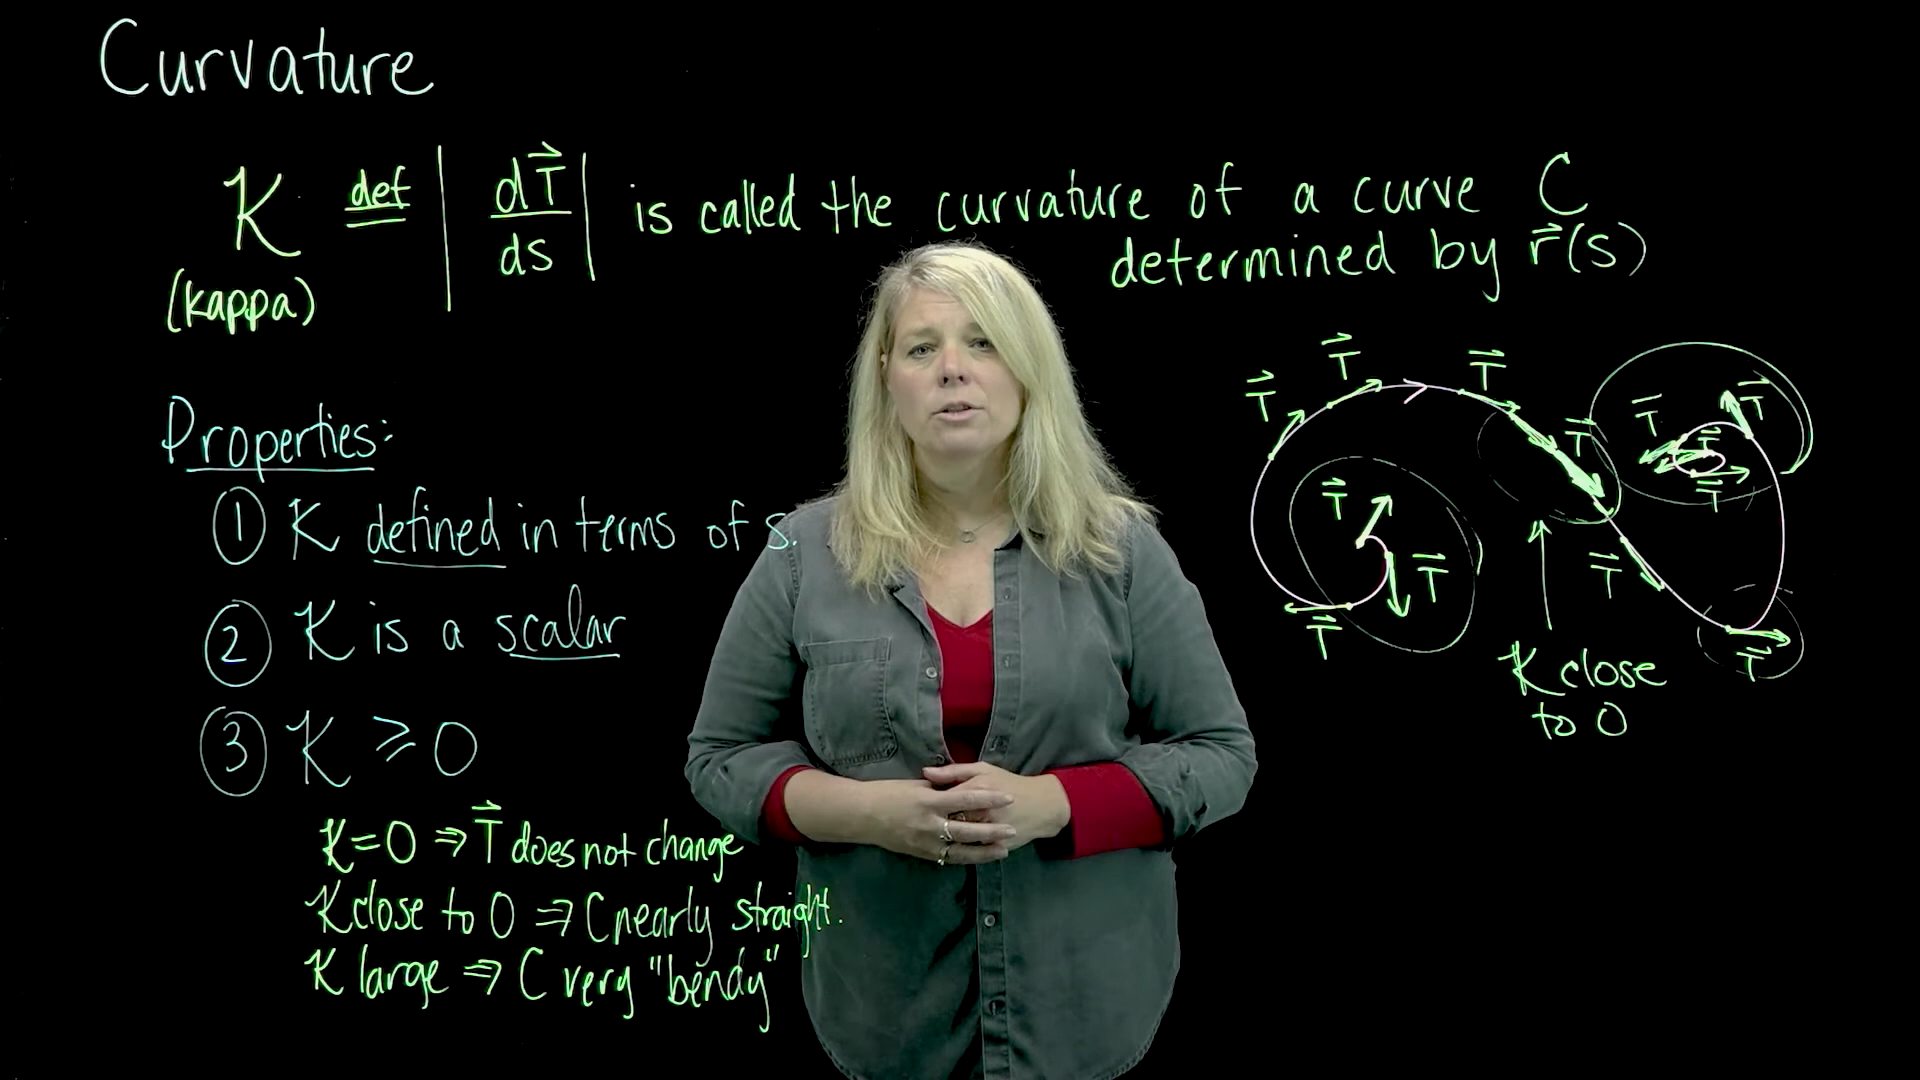 Curvature
K def | dT⃗/ds | is called the curvature of a curve C
(kappa) determined by r⃗(s)
Properties:
① K defined in terms of s.
② K is a scalar
③ K ≥ 0
K=0 ⇒ T⃗ does not change
K close to 0 ⇒ C nearly straight.
K large ⇒ C very "bendy"
T⃗
T⃗
T⃗
T⃗
T⃗
T⃗
T⃗
T⃗
T⃗
T⃗
T⃗
T⃗
T⃗
K close
to 0